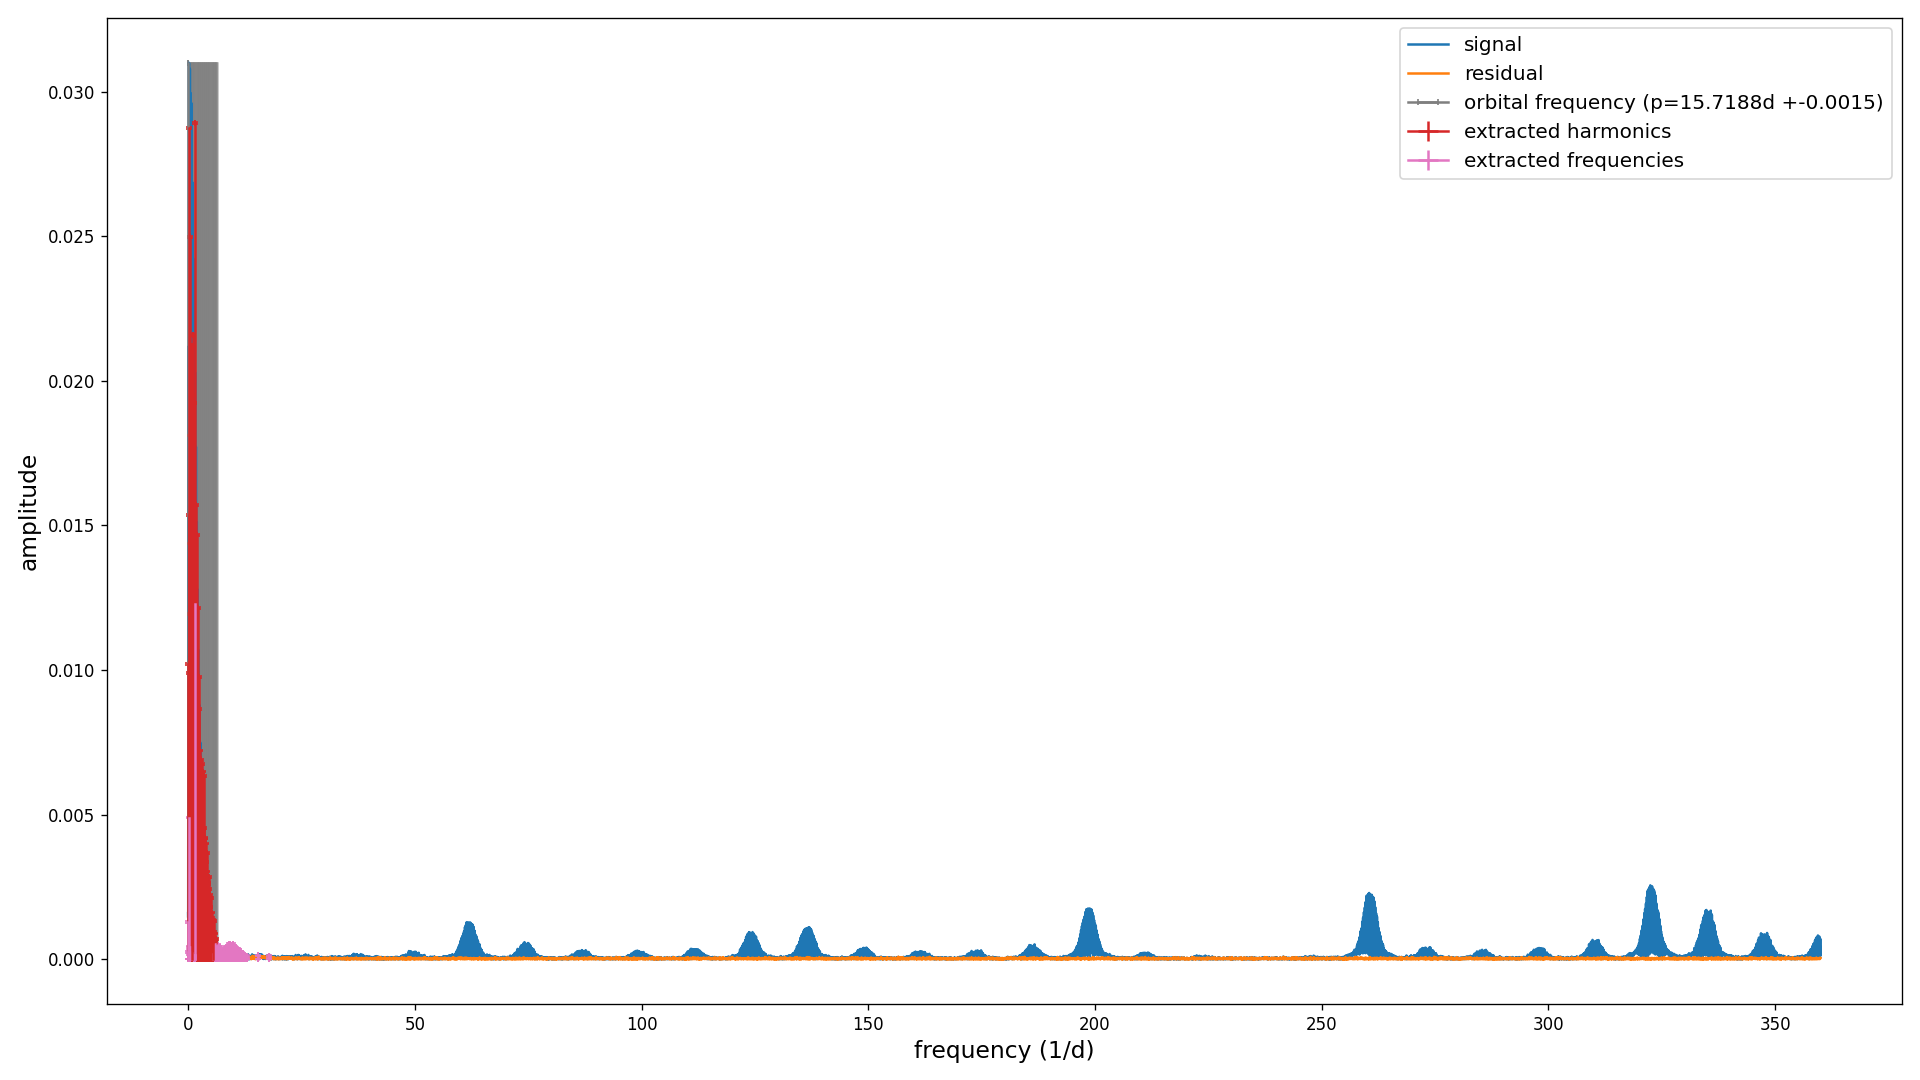 signal
residual
orbital frequency (p=15.7188d +-0.0015)
extracted harmonics
extracted frequencies
0.030
0.025
0.020
0.015
0.010
0.005
0.000
amplitude
0 50 100 150 200 250 300 350
frequency (1/d)